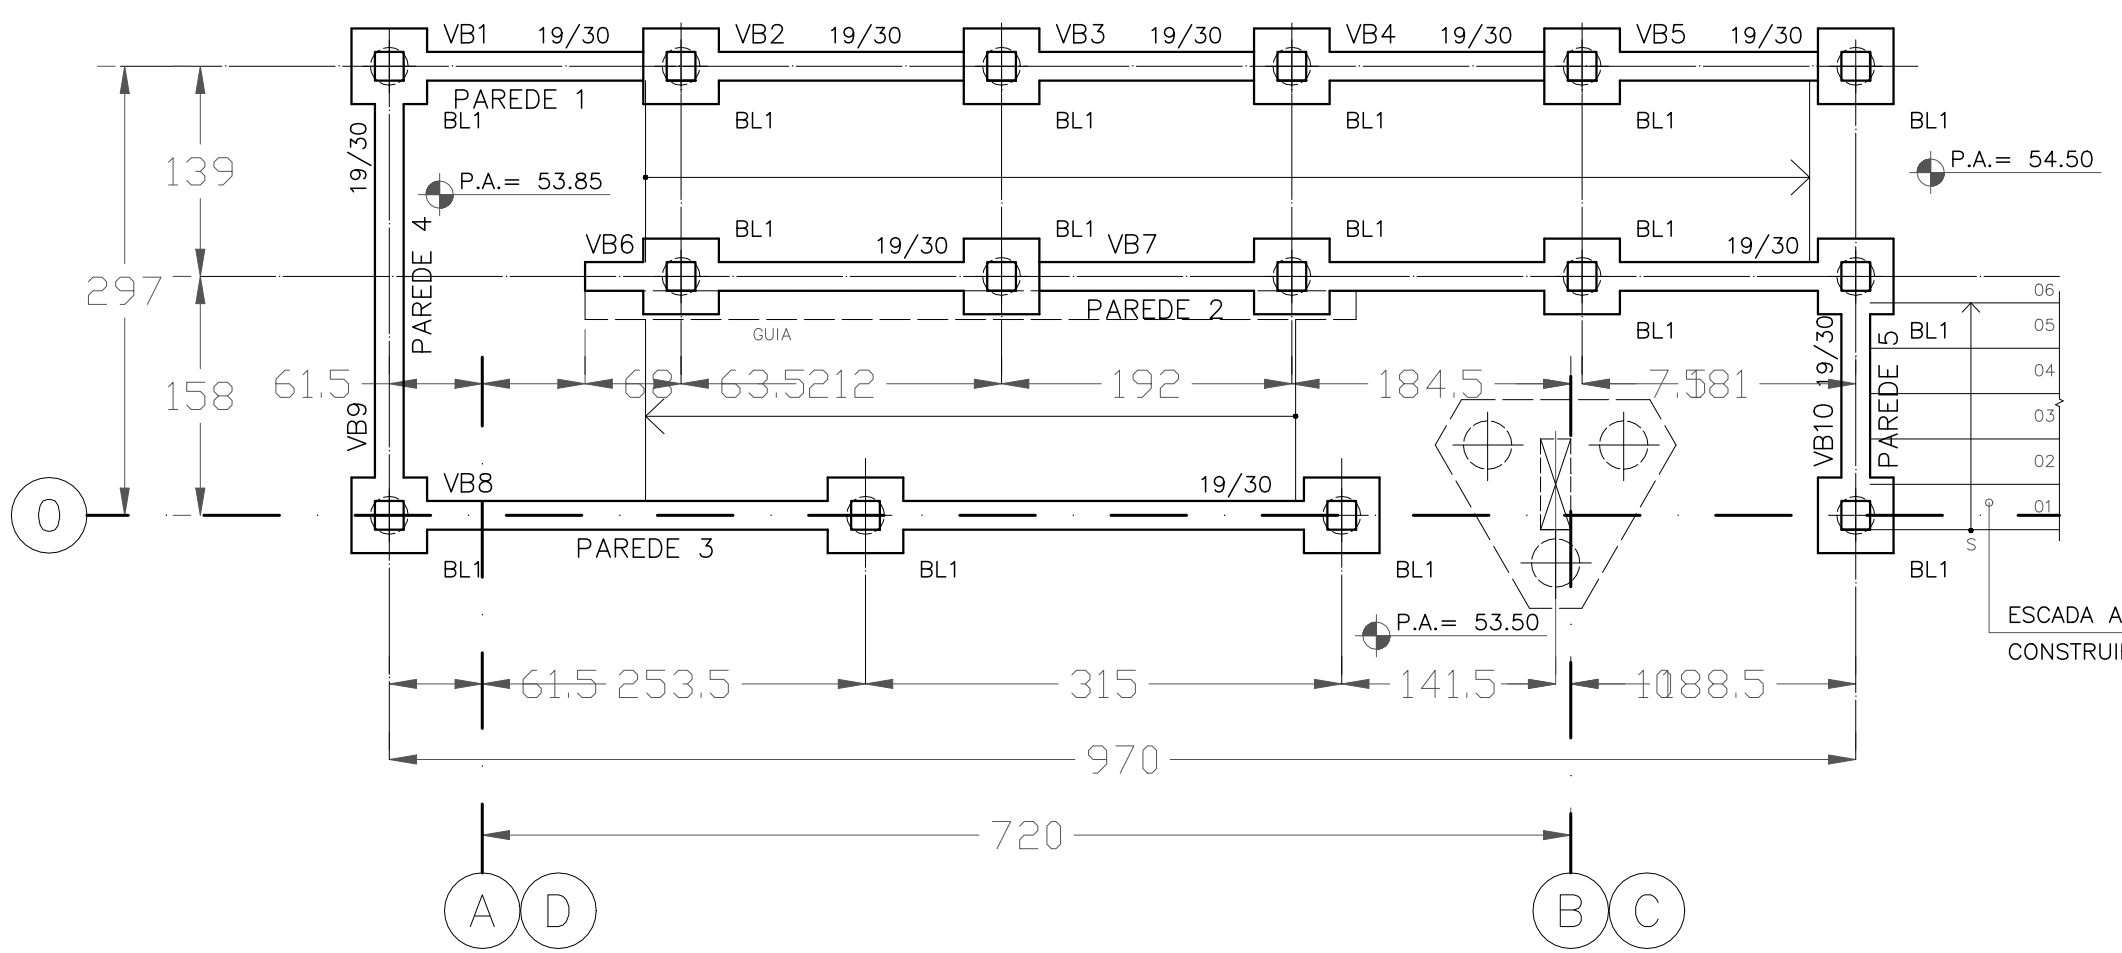 VB1 19/30 VB2 19/30 VB3 19/30 VB4 19/30 VB5 19/30
PAREDE 1
BL1 BL1 BL1 BL1 BL1 BL1
19/30
139
P.A.= 53.85
P.A.= 54.50
PAREDE 4
BL1 BL1 BL1 BL1
VB6 19/30 VB7 19/30
297
PAREDE 2
GUIA
BL1 BL1
06
05
04
03
02
01
S
158
61.5 68 63.5 212 192 184.5 7.5 181
VB9
VB10 19/30
PAREDE 5
VB8 19/30
O
PAREDE 3
BL1 BL1 BL1 BL1
P.A.= 53.50
ESCADA A
CONSTRUI
61.5 253.5 315 141.5 10 188.5
970
720
A D B C